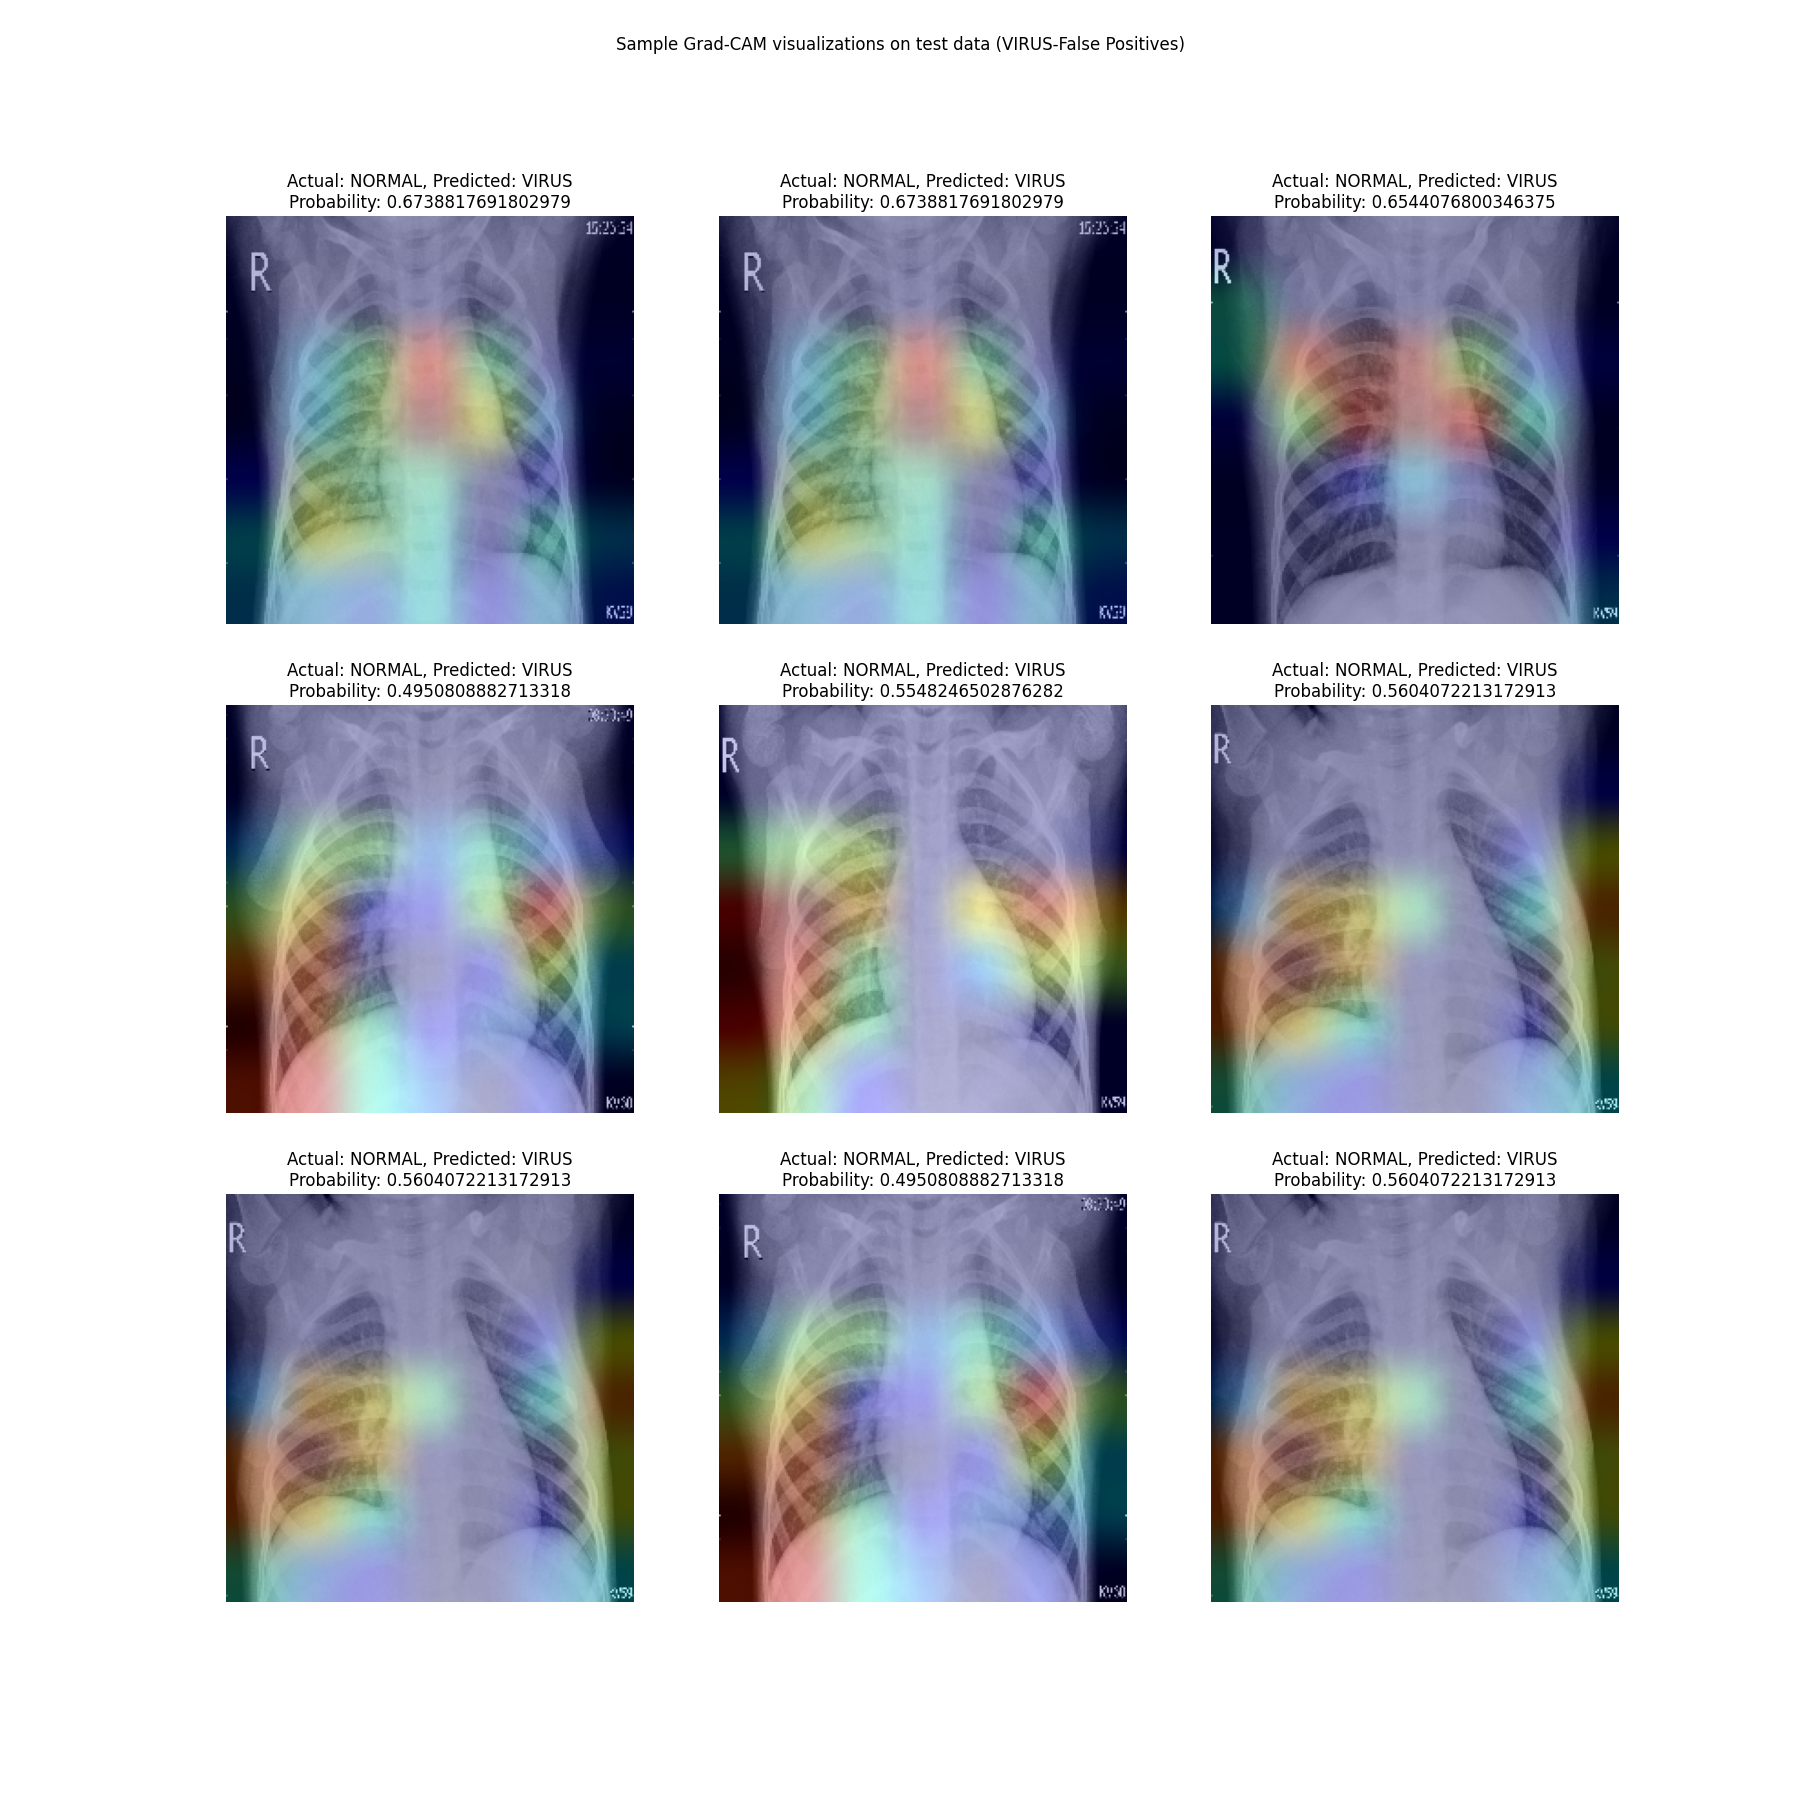 Sample Grad-CAM visualizations on test data (VIRUS-False Positives)
Actual: NORMAL, Predicted: VIRUS
Probability: 0.6738817691802979
R
Actual: NORMAL, Predicted: VIRUS
Probability: 0.6738817691802979
R
Actual: NORMAL, Predicted: VIRUS
Probability: 0.6544076800346375
R
Actual: NORMAL, Predicted: VIRUS
Probability: 0.4950808882713318
R
Actual: NORMAL, Predicted: VIRUS
Probability: 0.5548246502876282
R
Actual: NORMAL, Predicted: VIRUS
Probability: 0.5604072213172913
R
Actual: NORMAL, Predicted: VIRUS
Probability: 0.5604072213172913
R
Actual: NORMAL, Predicted: VIRUS
Probability: 0.4950808882713318
R
Actual: NORMAL, Predicted: VIRUS
Probability: 0.5604072213172913
R